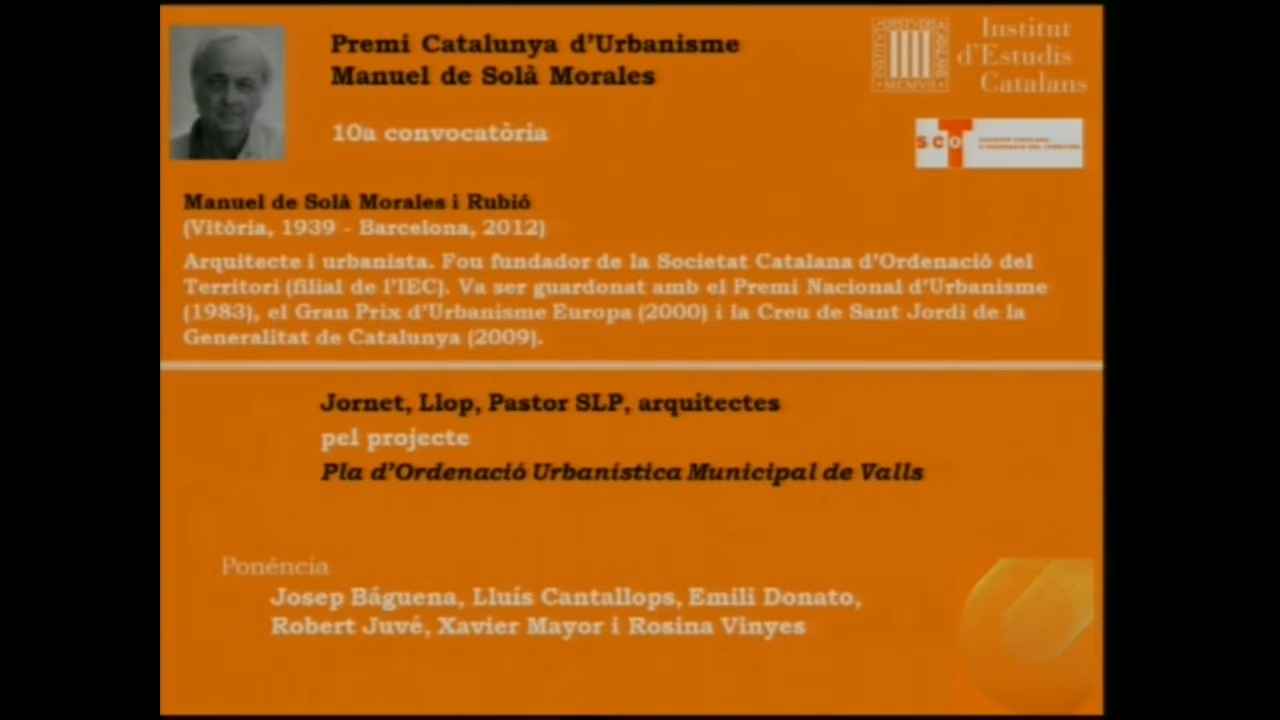 Premi Catalunya d'Urbanisme
Manuel de Solà Morales
10a convocatòria
Institut
d'Estudis
Catalans
MCMVII
SCOT
Manuel de Solà Morales i Rubió
(Vitòria, 1939 - Barcelona, 2012)
Arquitecte i urbanista. Fou fundador de la Societat Catalana d'Ordenació del
Territori (filial de l'IEC). Va ser guardonat amb el Premi Nacional d'Urbanisme
(1983), el Gran Prix d'Urbanisme Europa (2000) i la Creu de Sant Jordi de la
Generalitat de Catalunya (2009).
Jornet, Llop, Pastor SLP, arquitectes
pel projecte
Pla d'Ordenació Urbanística Municipal de Valls
Ponència
Josep Báguena, Lluís Cantallops, Emili Donato,
Robert Juvé, Xavier Mayor i Rosina Vinyes